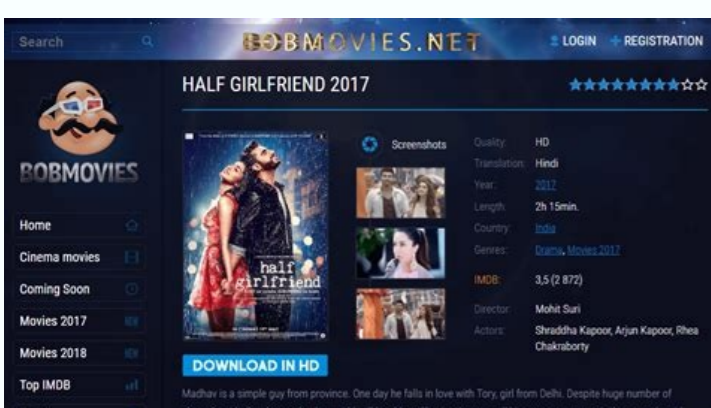 Search
BOBMOVIES.NET
LOGIN
REGISTRATION
BOBMOVIES
Home
Cinema movies
Coming Soon
Movies 2017
Movies 2018
Top IMDB
HALF GIRLFRIEND 2017
half
girlfriend
DOWNLOAD IN HD
Screenshots
Quality: HD
Translation: Hindi
Year: 2017
Length: 2h 15min.
Country: India
Genres: Drama, Movies 2017
IMDB: 3,5 (2 872)
Director: Mohit Suri
Actors: Shraddha Kapoor, Arjun Kapoor, Rhea
Chakraborty
Madhav is a simple guy from province. One day he falls in love with Tory, girl from Delhi. Despite huge number of